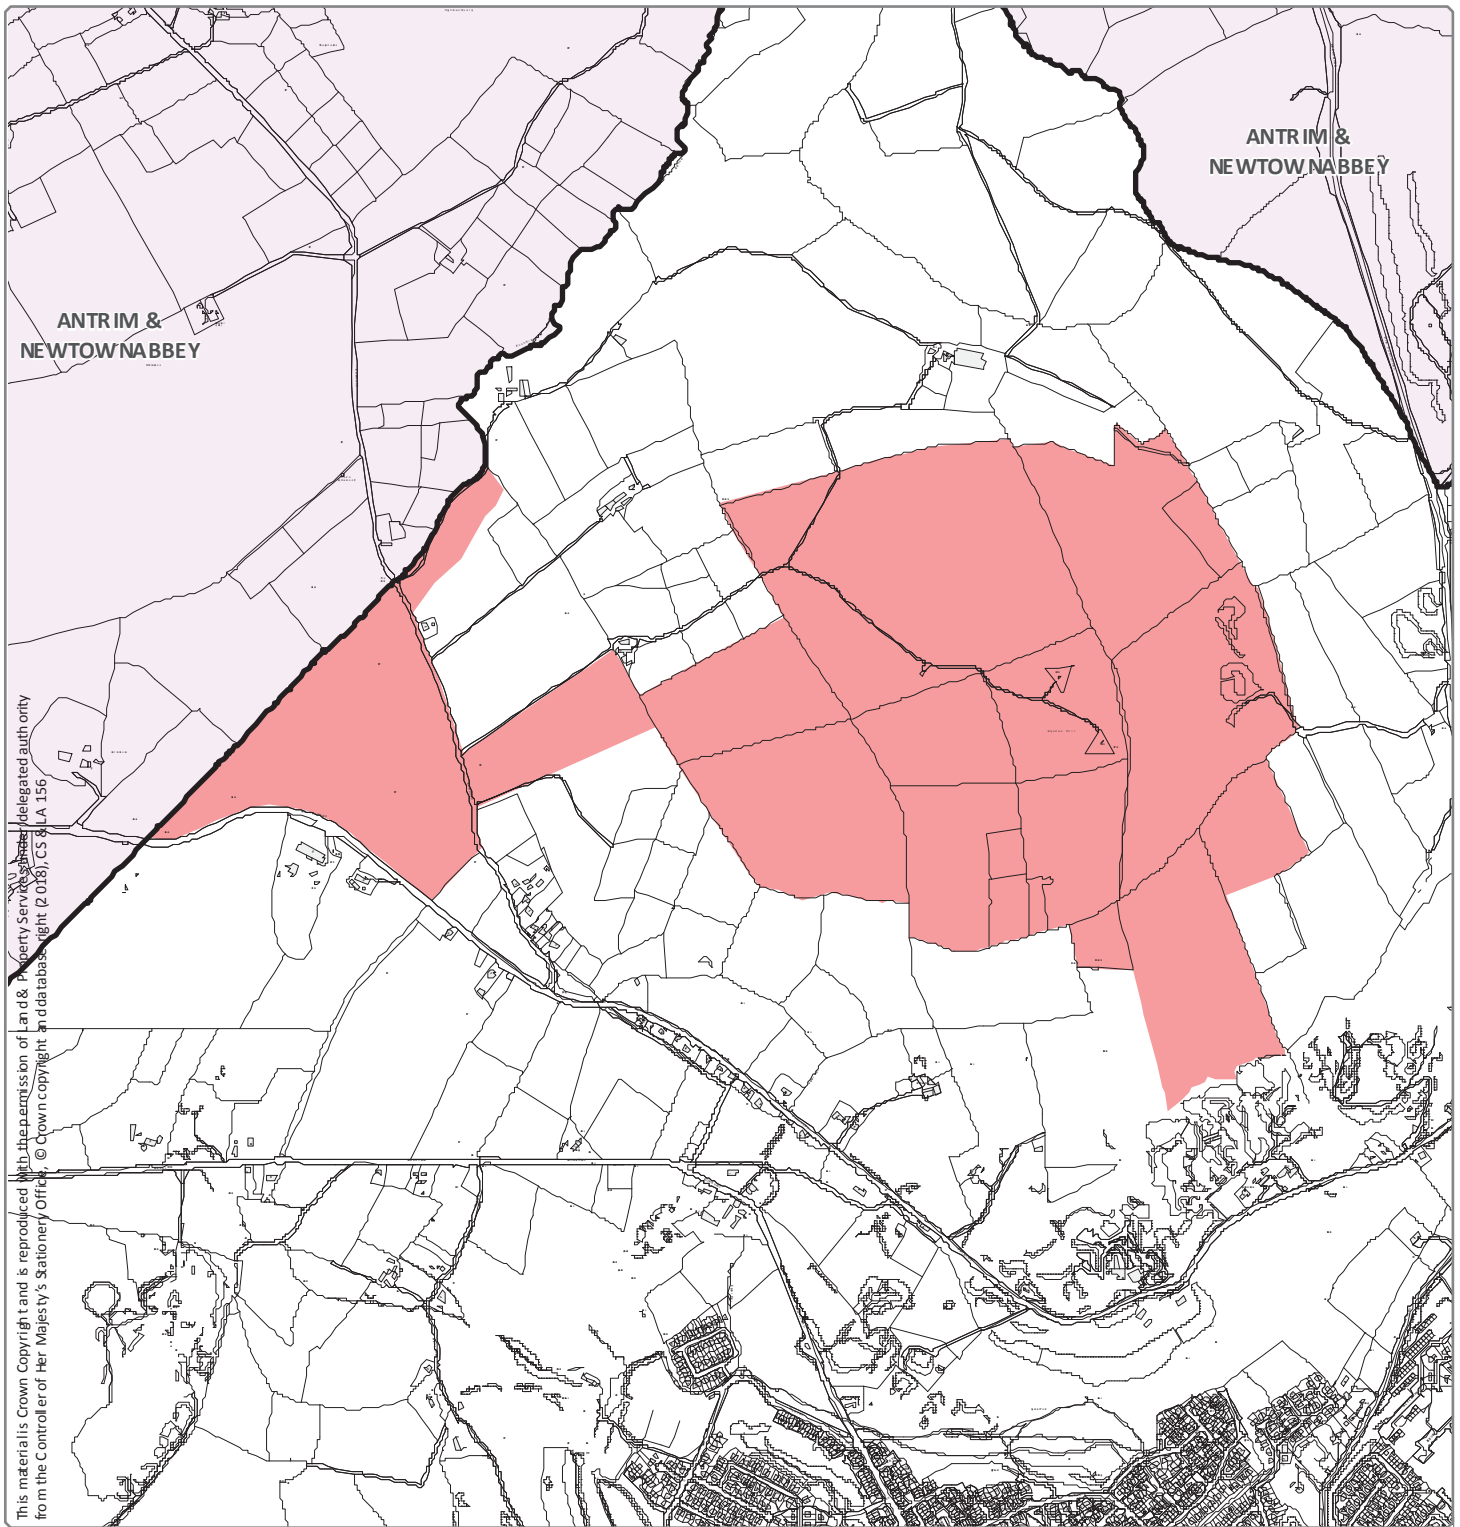 ANTRIM &
NEWTOWNABBEY
ANTRIM &
NEWTOWNABBEY
This material is Crown Copyright and is reproduced with the permission of Land & Property Services under delegated authority
from the Controller of Her Majesty's Stationery Office, © Crown copyright and database right (2018), CS & LA 156